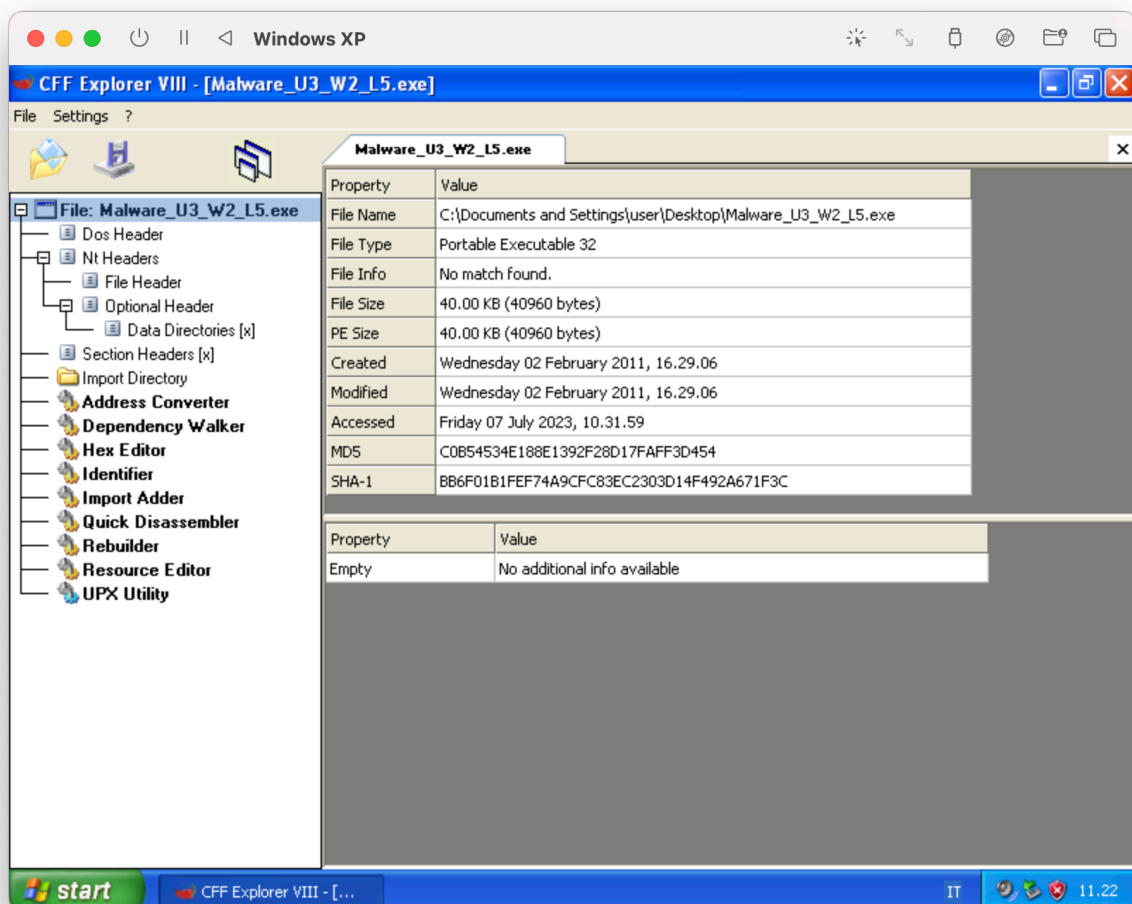 Windows XP
CFF Explorer VIII - [Malware_U3_W2_L5.exe]
File Settings ?
Malware_U3_W2_L5.exe
File: Malware_U3_W2_L5.exe
Dos Header
Nt Headers
File Header
Optional Header
Data Directories [x]
Section Headers [x]
Import Directory
Address Converter
Dependency Walker
Hex Editor
Identifier
Import Adder
Quick Disassembler
Rebuilder
Resource Editor
UPX Utility
Property Value
File Name C:\Documents and Settings\user\Desktop\Malware_U3_W2_L5.exe
File Type Portable Executable 32
File Info No match found.
File Size 40.00 KB (40960 bytes)
PE Size 40.00 KB (40960 bytes)
Created Wednesday 02 February 2011, 16.29.06
Modified Wednesday 02 February 2011, 16.29.06
Accessed Friday 07 July 2023, 10.31.59
MD5 C0B54534E188E1392F28D17FAFF3D454
SHA-1 BB6F01B1FEF74A9CFC83EC2303D14F492A671F3C
Property Value
Empty No additional info available
start CFF Explorer VIII - [... IT 11.22